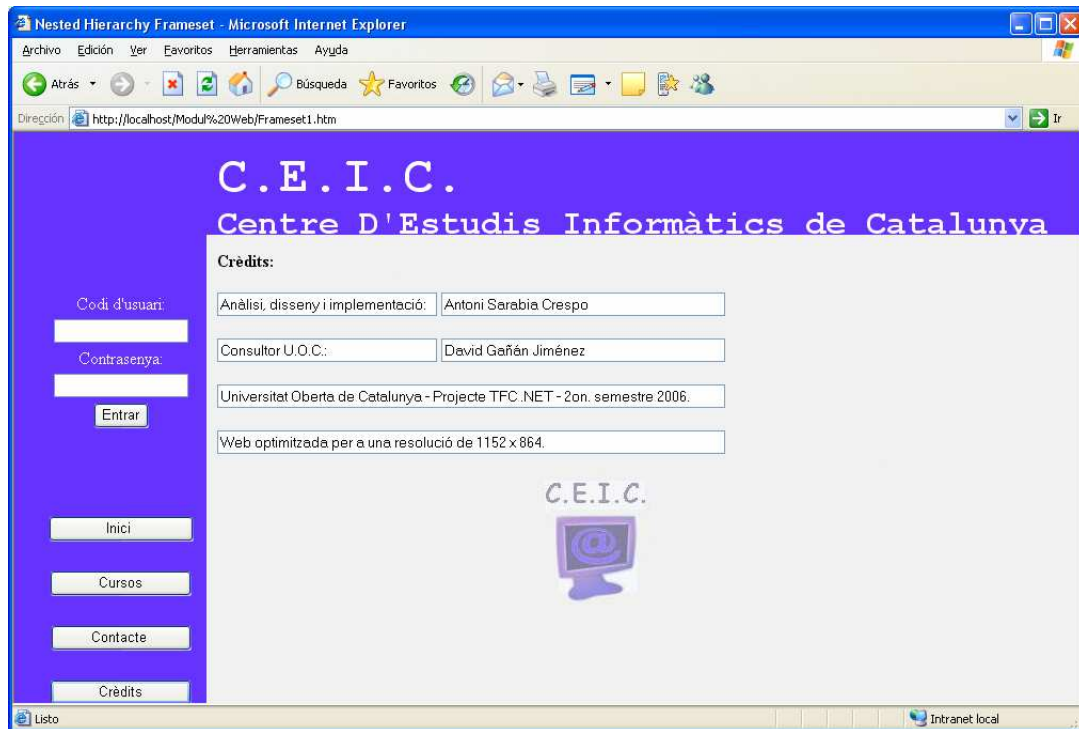 Nested Hierarchy Frameset - Microsoft Internet Explorer
Archivo Edición Ver Favoritos Herramientas Ayuda
Atrás Búsqueda Favoritos
Dirección http://localhost/Modul%20Web/Frameset1.htm Ir
C.E.I.C.
Centre D'Estudis Informàtics de Catalunya
Codi d'usuari:
Contrasenya:
Entrar
Inici
Cursos
Contacte
Crèdits
Crèdits:
Anàlisi, disseny i implementació: Antoni Sarabia Crespo
Consultor U.O.C.: David Gañán Jiménez
Universitat Oberta de Catalunya - Projecte TFC .NET - 2on. semestre 2006.
Web optimitzada per a una resolució de 1152 x 864.
C.E.I.C.
@
Listo Intranet local